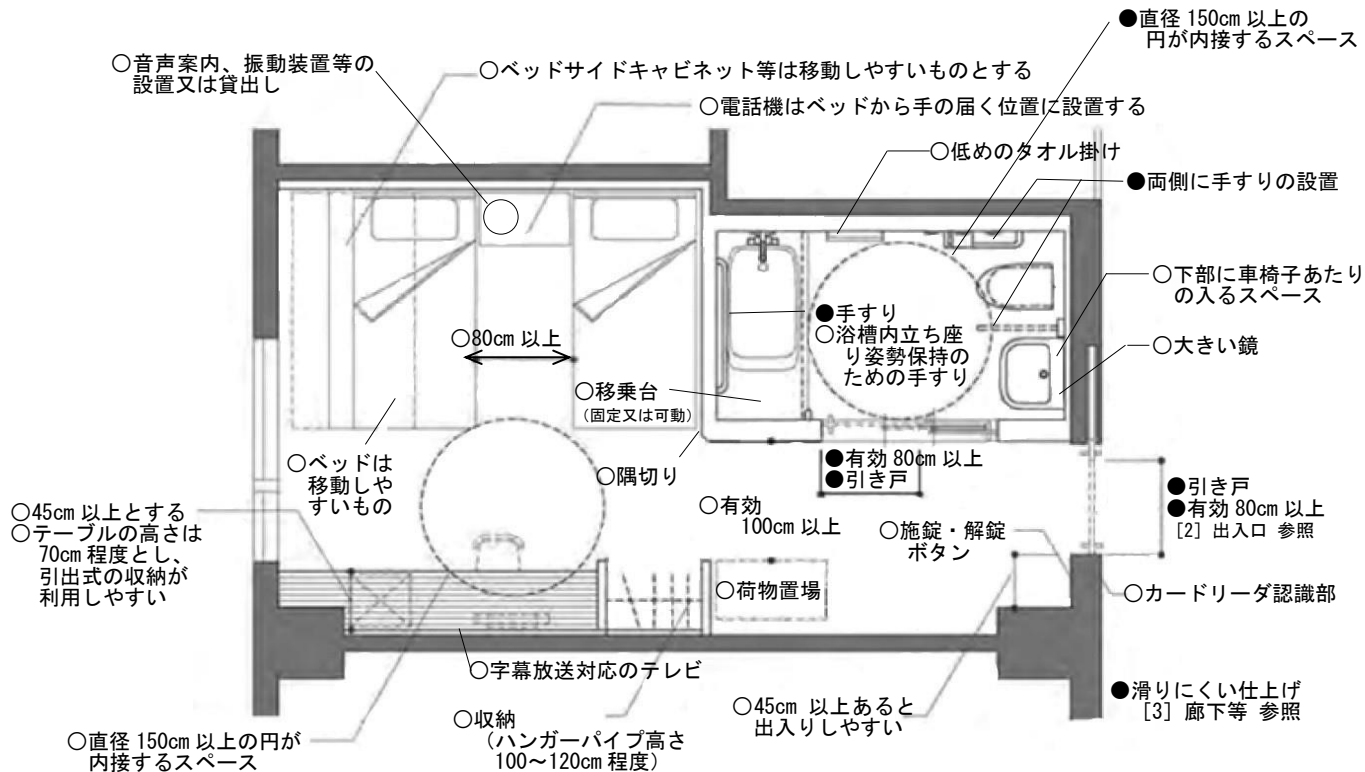 ●直径 150cm 以上の
円が内接するスペース
○音声案内、振動装置等の
設置又は貸出し
○ベッドサイドキャビネット等は移動しやすいものとする
○電話機はベッドから手の届く位置に設置する
○低めのタオル掛け
●両側に手すりの設置
○下部に車椅子あたり
の入るスペース
○大きい鏡
●手すり
○浴槽内立ち座
り姿勢保持の
ための手すり
○80cm 以上
○移乗台
（固定又は可動）
○ベッドは
移動しや
すいもの
○隅切り
●有効 80cm 以上
●引き戸
○有効
100cm 以上
○施錠・解錠
ボタン
●引き戸
●有効 80cm 以上
［2］出入口 参照
○45cm 以上とする
○テーブルの高さは
70cm 程度とし、
引出式の収納が
利用しやすい
○荷物置場
○カードリーダ認識部
○字幕放送対応のテレビ
○収納
（ハンガーパイプ高さ
100～120cm 程度）
○45cm 以上あると
出入りしやすい
●滑りにくい仕上げ
［3］廊下等 参照
○直径 150cm 以上の円が
内接するスペース